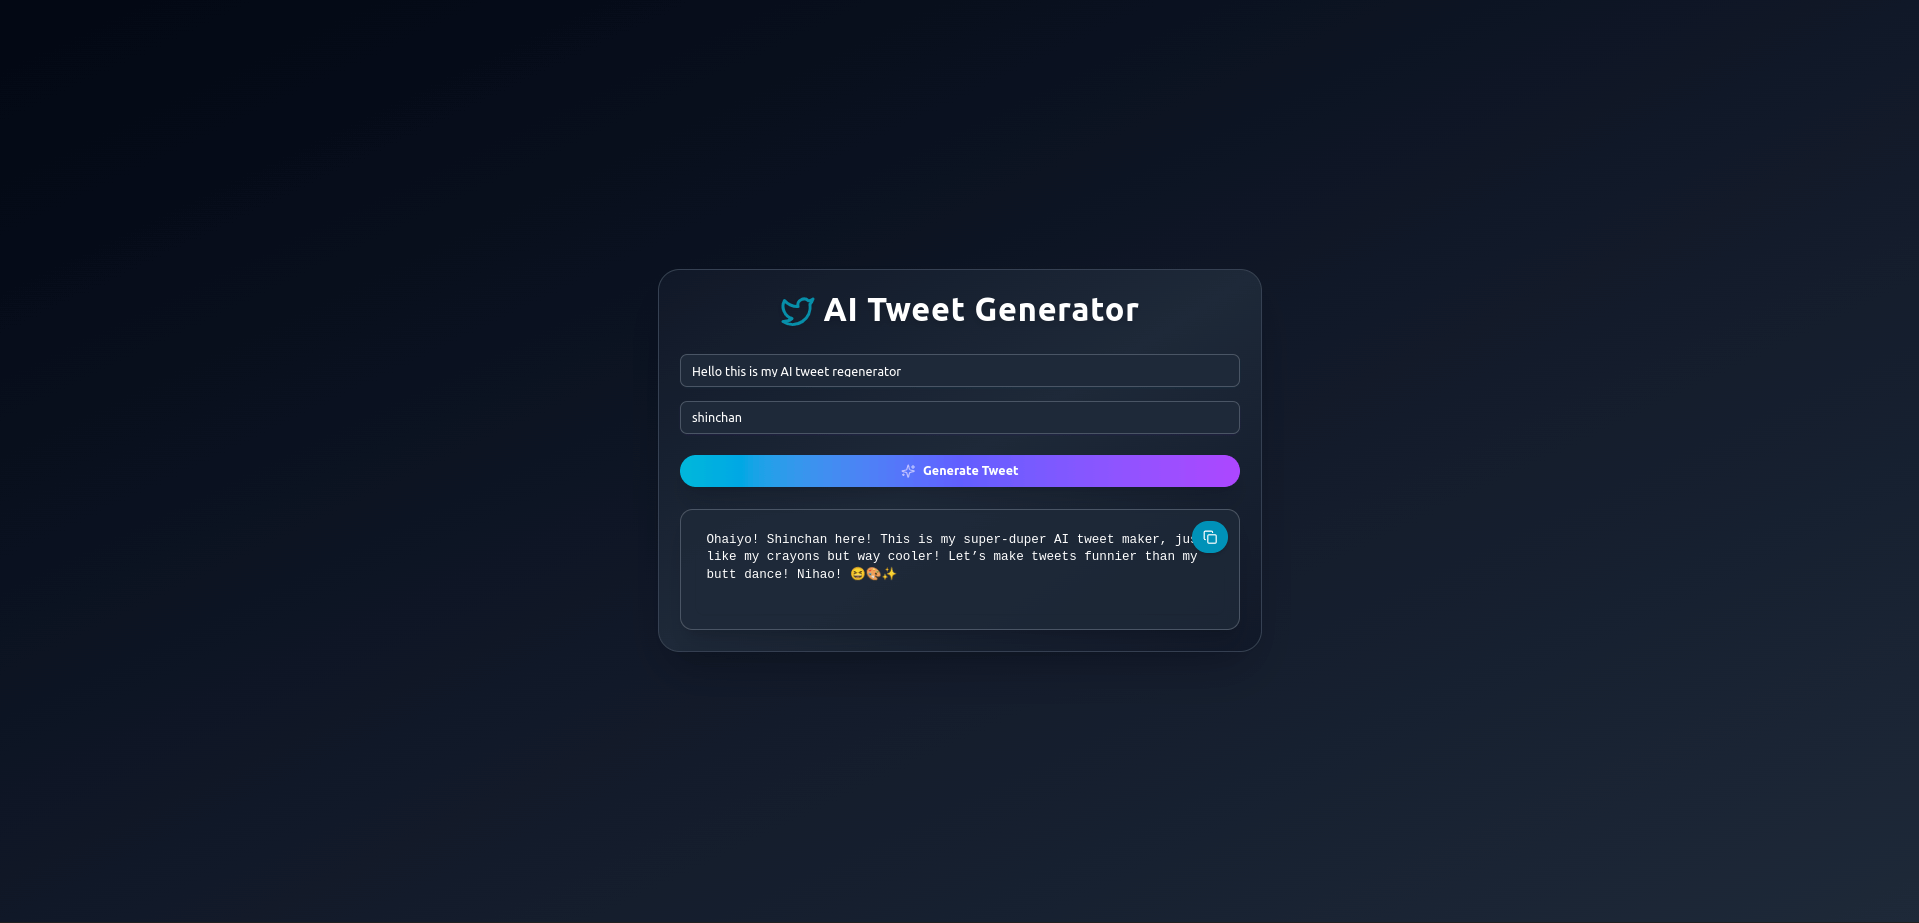 AI Tweet Generator
Hello this is my AI tweet regenerator
shinchan
Generate Tweet
Ohaiyo! Shinchan here! This is my super-duper AI tweet maker,
like my crayons but way cooler! Let’s make tweets funnier than my
butt dance! Nihao! 😆🎨✨